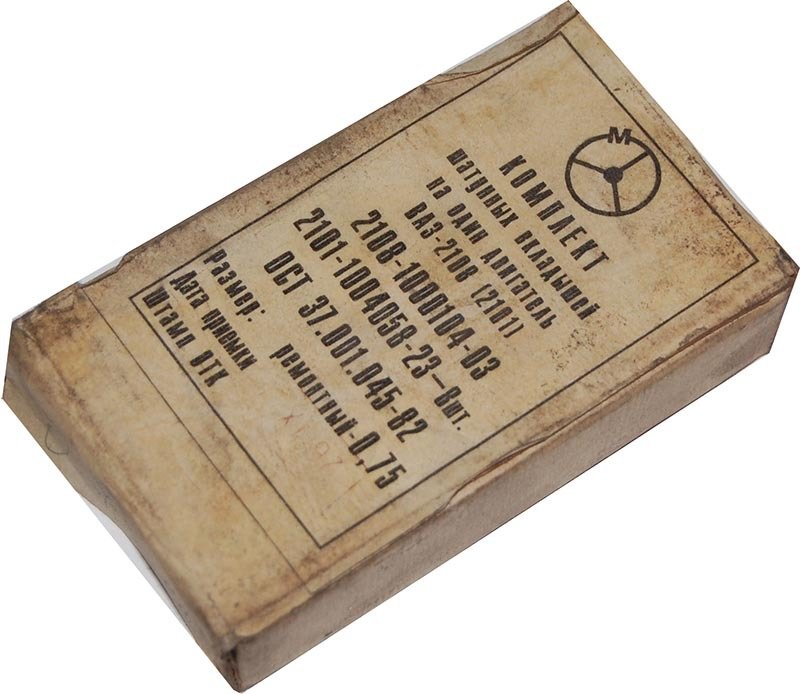 М
КОМПЛЕКТ
шатунных вкладышей
на один двигатель
ВАЗ-2108 (2101)
2108-1000104-03
2101-1004058-23–8шт.
ОСТ 37.001.045-82
Размер: ремонтный-0,75
Дата приемки
Штамп ВТК